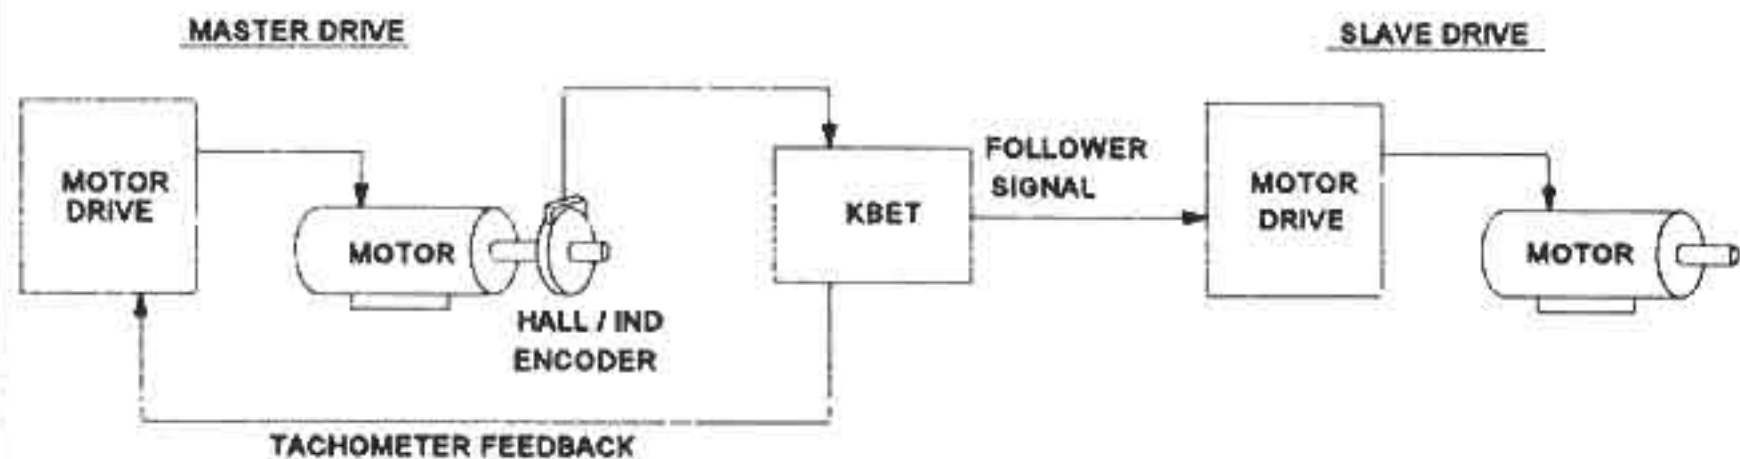 MASTER DRIVE
SLAVE DRIVE
MOTOR
DRIVE
MOTOR
HALL / IND
ENCODER
KBET
FOLLOWER
SIGNAL
MOTOR
DRIVE
MOTOR
TACHOMETER FEEDBACK